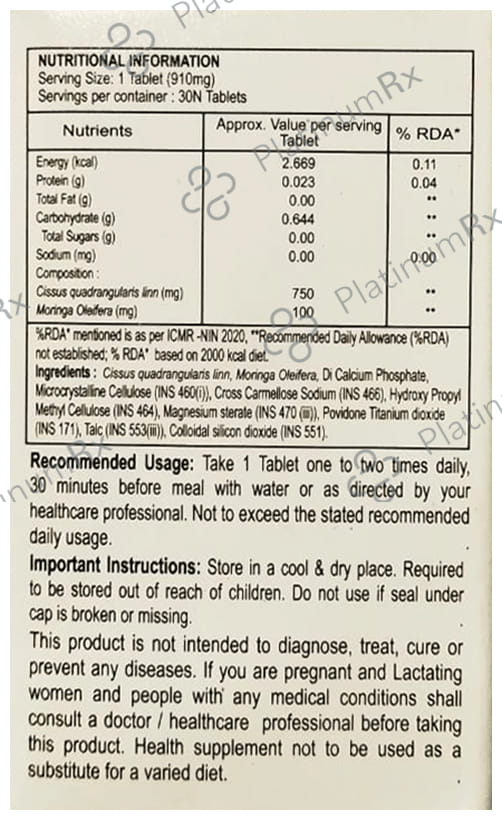 PlatinumRx
NUTRITIONAL INFORMATION
Serving Size: 1 Tablet (910mg)
Servings per container : 30N Tablets
Nutrients Approx. Value per serving Tablet % RDA*
Energy (kcal) 2.669 0.11
Protein (g) 0.023 0.04
Total Fat (g) 0.00 **
Carbohydrate (g) 0.644 **
Total Sugars (g) 0.00 **
Sodium (mg) 0.00 0.00
Composition :
Cissus quadrangularis linn (mg) 750 **
Moringa Oleifera (mg) 100 **
%RDA* mentioned is as per ICMR -NIN 2020, **Recommended Daily Allowance (%RDA)
not established; % RDA* based on 2000 kcal diet.
Ingredients : Cissus quadrangularis linn, Moringa Oleifera, Di Calcium Phosphate,
Microcrystalline Cellulose (INS 460(i)), Cross Carmellose Sodium (INS 466), Hydroxy Propyl
Methyl Cellulose (INS 464), Magnesium sterate (INS 470 (iii)), Povidone Titanium dioxide
(INS 171), Talc (INS 553(iii)), Colloidal silicon dioxide (INS 551).
Recommended Usage: Take 1 Tablet one to two times daily,
30 minutes before meal with water or as directed by your
healthcare professional. Not to exceed the stated recommended
daily usage.
Important Instructions: Store in a cool & dry place. Required
to be stored out of reach of children. Do not use if seal under
cap is broken or missing.
This product is not intended to diagnose, treat, cure or
prevent any diseases. If you are pregnant and Lactating
women and people with any medical conditions shall
consult a doctor / healthcare professional before taking
this product. Health supplement not to be used as a
substitute for a varied diet.
PlatinumRx
PlatinumRx